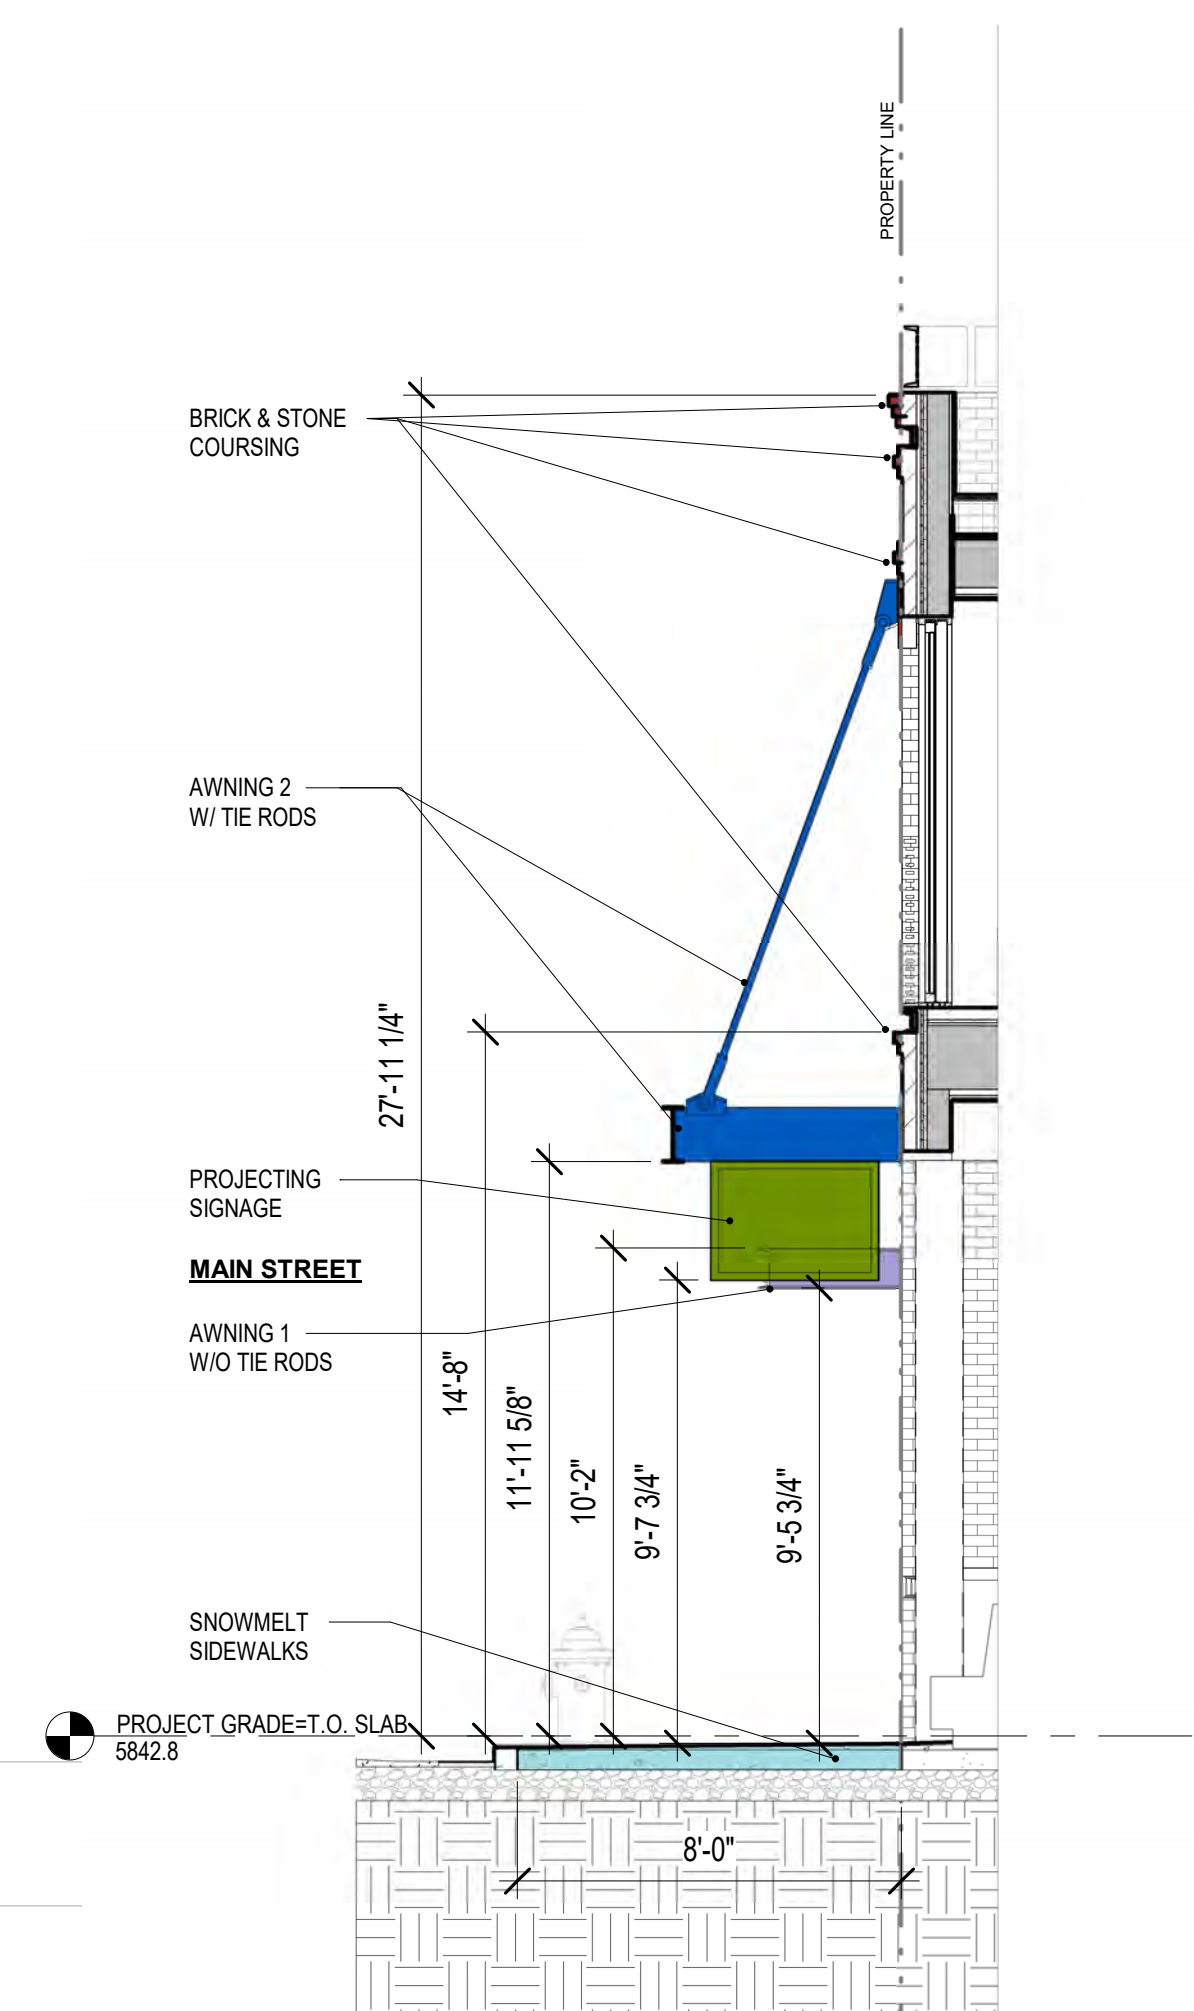 PROPERTY LINE
BRICK & STONE
COURSING
AWNING 2
W/ TIE RODS
27'-11 1/4"
PROJECTING
SIGNAGE
MAIN STREET
AWNING 1
W/O TIE RODS
14'-8"
11'-11 5/8"
10'-2"
9'-7 3/4"
9'-5 3/4"
SNOWMELT
SIDEWALKS
PROJECT GRADE=T.O. SLAB
5842.8
8'-0"